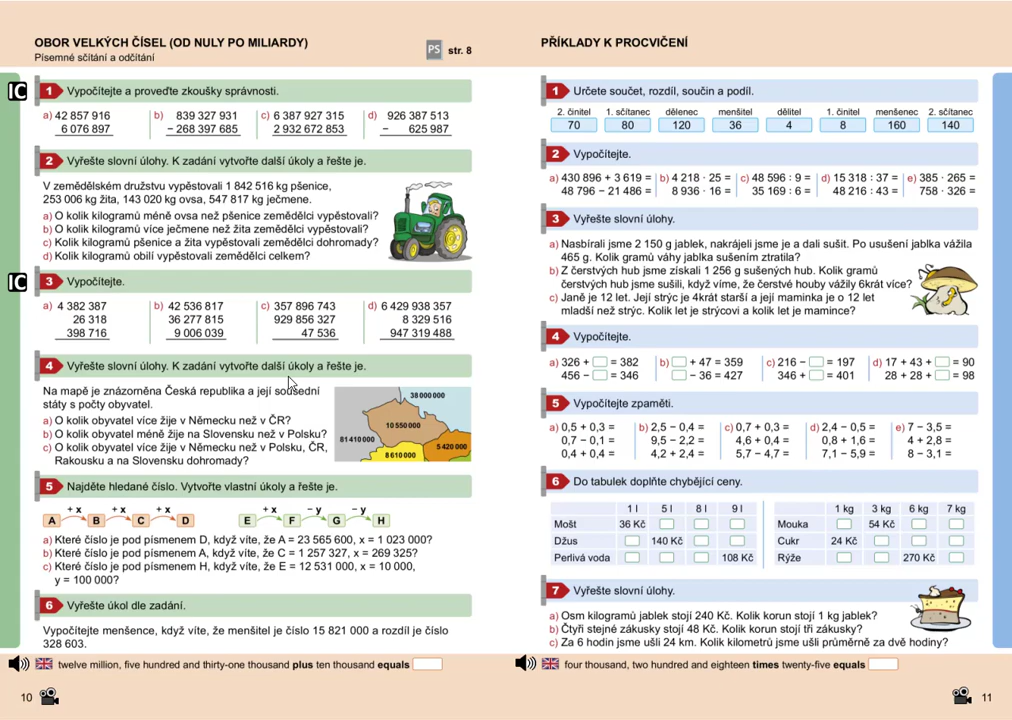 OBOR VELKÝCH ČÍSEL (OD NULY PO MILIARDY)
Písemné sčítání a odčítání
PS str. 8
IC
1 Vypočítejte a proveďte zkoušky správnosti.
a) 42 857 916 b) 839 327 931 c) 6 387 927 315 d) 926 387 513
6 076 897 − 268 397 685 2 932 672 853 − 625 987
2 Vyřešte slovní úlohy. K zadání vytvořte další úkoly a řešte je.
V zemědělském družstvu vypěstovali 1 842 516 kg pšenice,
253 006 kg žita, 143 020 kg ovsa, 547 817 kg ječmene.
a) O kolik kilogramů méně ovsa než pšenice zemědělci vypěstovali?
b) O kolik kilogramů více ječmene než žita zemědělci vypěstovali?
c) Kolik kilogramů pšenice a žita vypěstovali zemědělci dohromady?
d) Kolik kilogramů obilí vypěstovali zemědělci celkem?
IC
3 Vypočítejte.
a) 4 382 387 b) 42 536 817 c) 357 896 743 d) 6 429 938 357
26 318 36 277 815 929 856 327 8 329 516
398 716 9 006 039 47 536 947 319 488
4 Vyřešte slovní úlohy. K zadání vytvořte další úkoly a řešte je.
Na mapě je znázorněna Česká republika a její sousední
státy s počty obyvatel.
a) O kolik obyvatel více žije v Německu než v ČR?
b) O kolik obyvatel méně žije na Slovensku než v Polsku?
c) O kolik obyvatel více žije v Německu než v Polsku, ČR,
Rakousku a na Slovensku dohromady?
38 000 000
10 550 000
81 410 000
5 420 000
8 610 000
5 Najděte hledané číslo. Vytvořte vlastní úkoly a řešte je.
+ x + x + x + x − y − y
A B C D E F G H
a) Které číslo je pod písmenem D, když víte, že A = 23 565 600, x = 1 023 000?
b) Které číslo je pod písmenem A, když víte, že C = 1 257 327, x = 269 325?
c) Které číslo je pod písmenem H, když víte, že E = 12 531 000, x = 10 000,
y = 100 000?
6 Vyřešte úkol dle zadání.
Vypočítejte menšence, když víte, že menšitel je číslo 15 821 000 a rozdíl je číslo
328 603.
twelve million, five hundred and thirty-one thousand plus ten thousand equals
10
PŘÍKLADY K PROCVIČENÍ
1 Určete součet, rozdíl, součin a podíl.
2. činitel 1. sčítanec dělenec menšitel dělitel 1. činitel menšenec 2. sčítanec
70 80 120 36 4 8 160 140
2 Vypočítejte.
a) 430 896 + 3 619 = b) 4 218 · 25 = c) 48 596 : 9 = d) 15 318 : 37 = e) 385 · 265 =
48 796 − 21 486 = 8 936 · 16 = 35 169 : 6 = 48 216 : 43 = 758 · 326 =
3 Vyřešte slovní úlohy.
a) Nasbírali jsme 2 150 g jablek, nakrájeli jsme je a dali sušit. Po usušení jablka vážila
465 g. Kolik gramů váhy jablka sušením ztratila?
b) Z čerstvých hub jsme získali 1 256 g sušených hub. Kolik gramů
čerstvých hub jsme sušili, když víme, že čerstvé houby vážily 6krát více?
c) Janě je 12 let. Její strýc je 4krát starší a její maminka je o 12 let
mladší než strýc. Kolik let je strýcovi a kolik let je mamince?
4 Vypočítejte.
a) 326 + = 382 b) + 47 = 359 c) 216 − = 197 d) 17 + 43 + = 90
456 − = 346 − 36 = 427 346 + = 401 28 + 28 + = 98
5 Vypočítejte zpaměti.
a) 0,5 + 0,3 = b) 2,5 − 0,4 = c) 0,7 + 0,3 = d) 2,4 − 0,5 = e) 7 − 3,5 =
0,7 − 0,1 = 9,5 − 2,2 = 4,6 + 0,4 = 0,8 + 1,6 = 4 + 2,8 =
0,4 + 0,4 = 4,2 + 2,4 = 5,7 − 4,7 = 7,1 − 5,9 = 8 − 3,1 =
6 Do tabulek doplňte chybějící ceny.
1 l 5 l 8 l 9 l 1 kg 3 kg 6 kg 7 kg
Mošt 36 Kč Mouka 54 Kč
Džus 140 Kč Cukr 24 Kč
Perlivá voda 108 Kč Rýže 270 Kč
7 Vyřešte slovní úlohy.
a) Osm kilogramů jablek stojí 240 Kč. Kolik korun stojí 1 kg jablek?
b) Čtyři stejné zákusky stojí 48 Kč. Kolik korun stojí tři zákusky?
c) Za 6 hodin jsme ušli 24 km. Kolik kilometrů jsme ušli průměrně za dvě hodiny?
four thousand, two hundred and eighteen times twenty-five equals
11